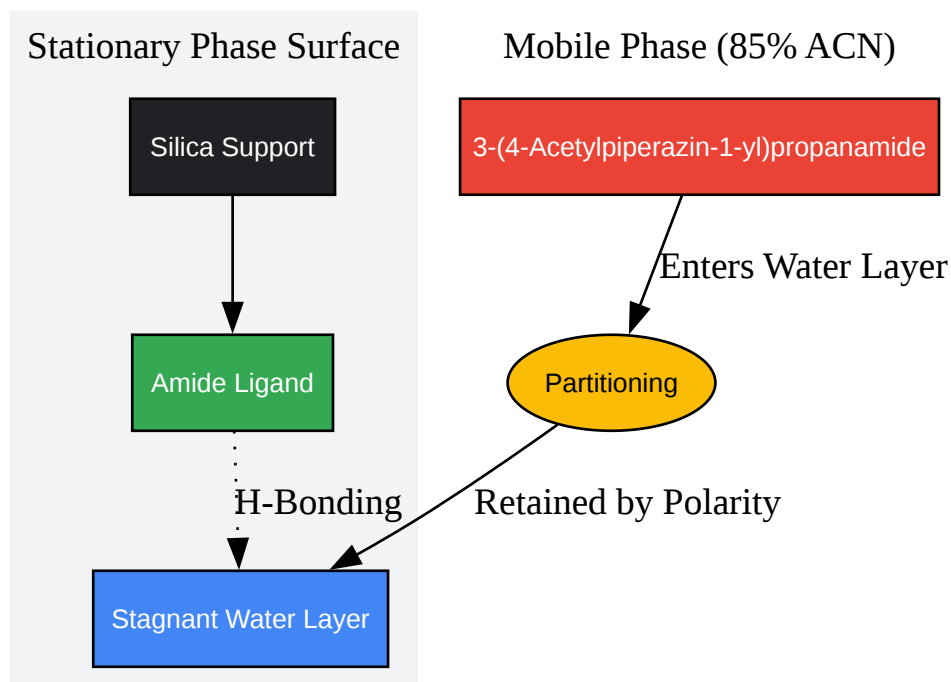 Stationary Phase Surface
Mobile Phase (85% ACN)
Silica Support
3-(4-Acetylpiperazin-1-yl)propanamide
Enters Water Layer
Amide Ligand
Partitioning
H-Bonding
Retained by Polarity
Stagnant Water Layer